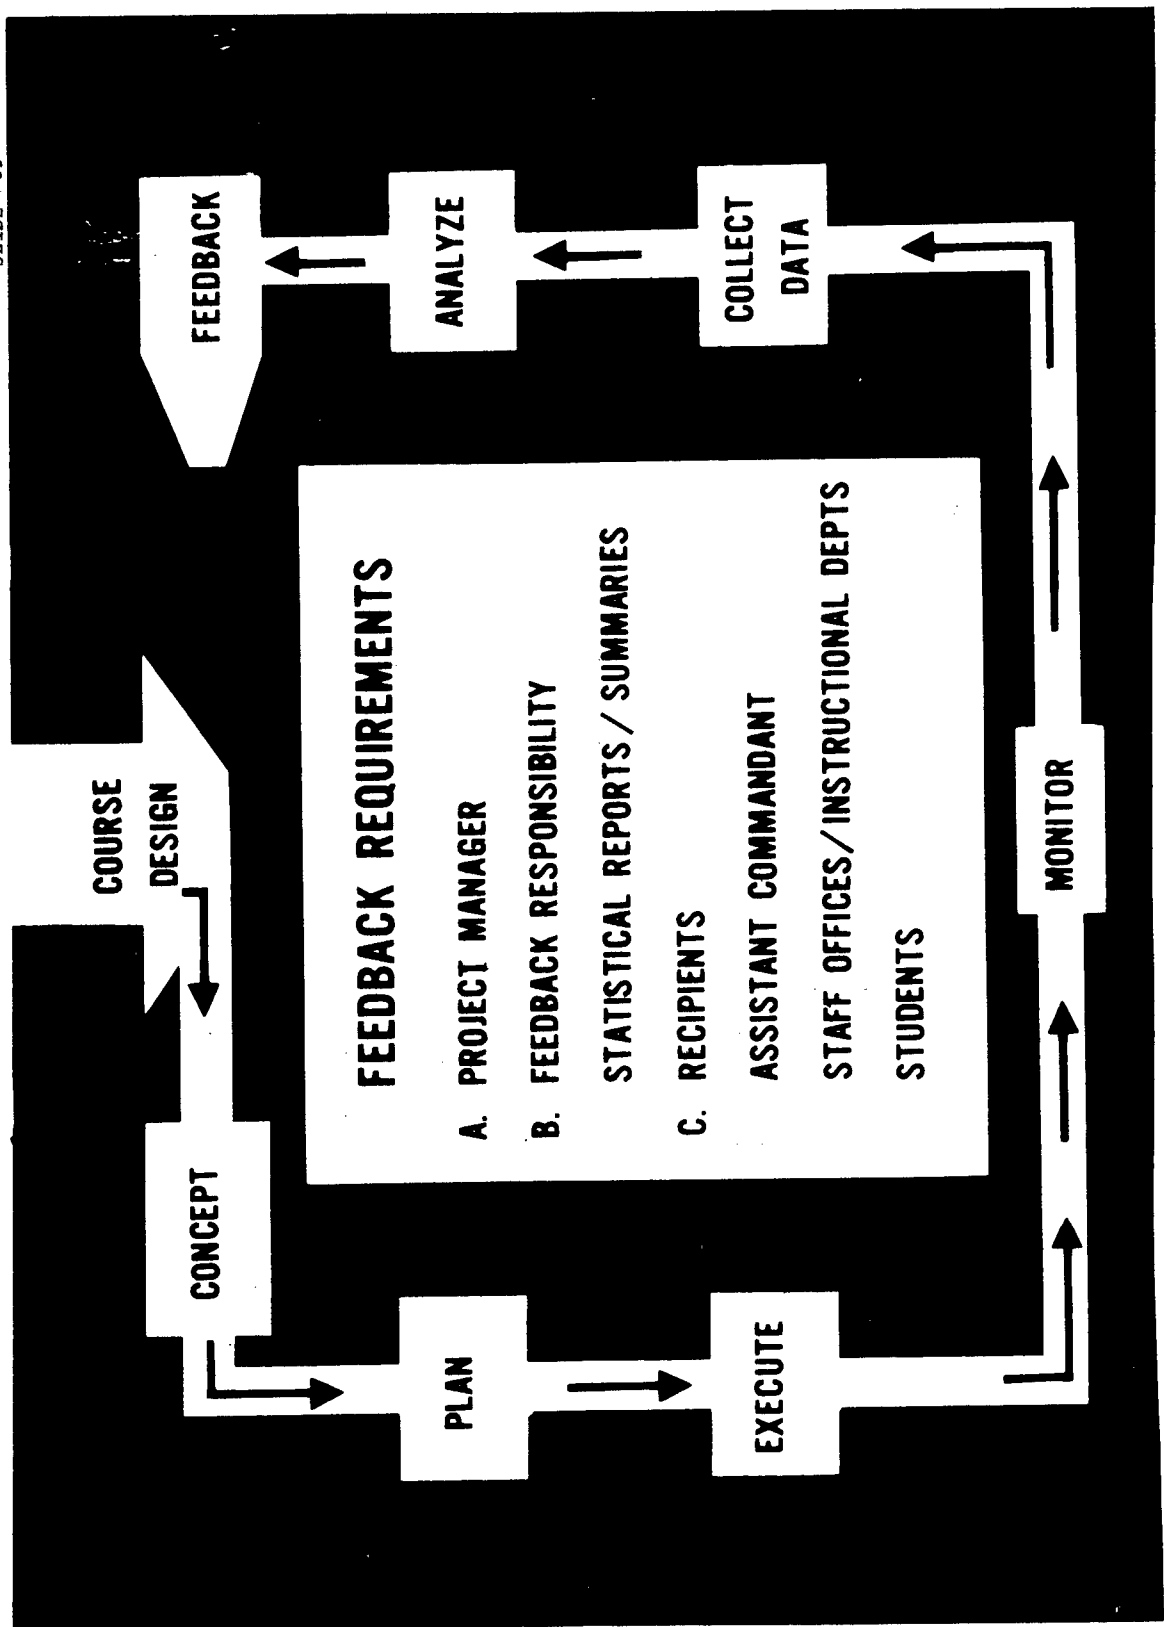 COURSE
DESIGN
CONCEPT
PLAN
EXECUTE
MONITOR
COLLECT
DATA
ANALYZE
FEEDBACK
FEEDBACK REQUIREMENTS
A. PROJECT MANAGER
B. FEEDBACK RESPONSIBILITY
STATISTICAL REPORTS/SUMMARIES
C. RECIPIENTS
ASSISTANT COMMANDANT
STAFF OFFICES/INSTRUCTIONAL DEPTS
STUDENTS